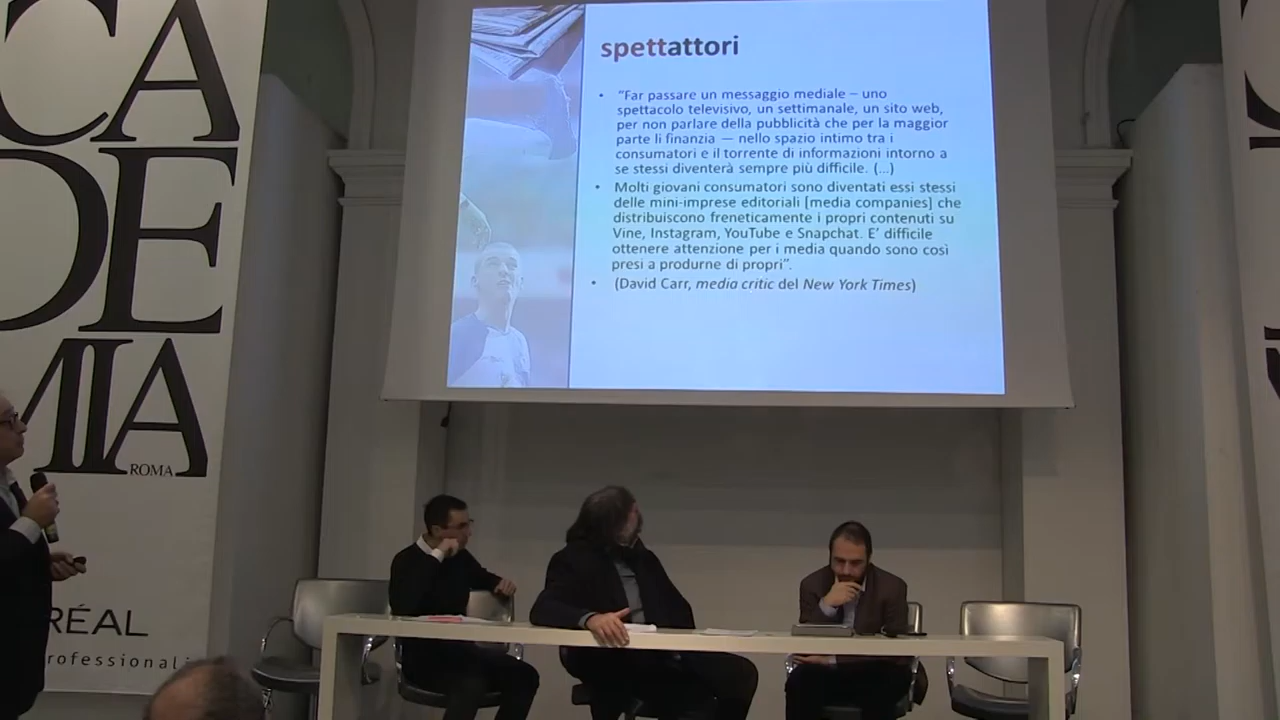 CA
DE
MIA
ROMA
RÉAL
rofessionali
spettattori
• “Far passare un messaggio mediale – uno
spettacolo televisivo, un settimanale, un sito web,
per non parlare della pubblicità che per la maggior
parte li finanzia — nello spazio intimo tra i
consumatori e il torrente di informazioni intorno a
se stessi diventerà sempre più difficile. (...)
• Molti giovani consumatori sono diventati essi stessi
delle mini-imprese editoriali [media companies] che
distribuiscono freneticamente i propri contenuti su
Vine, Instagram, YouTube e Snapchat. E’ difficile
ottenere attenzione per i media quando sono così
presi a produrne di propri”.
• (David Carr, media critic del New York Times)